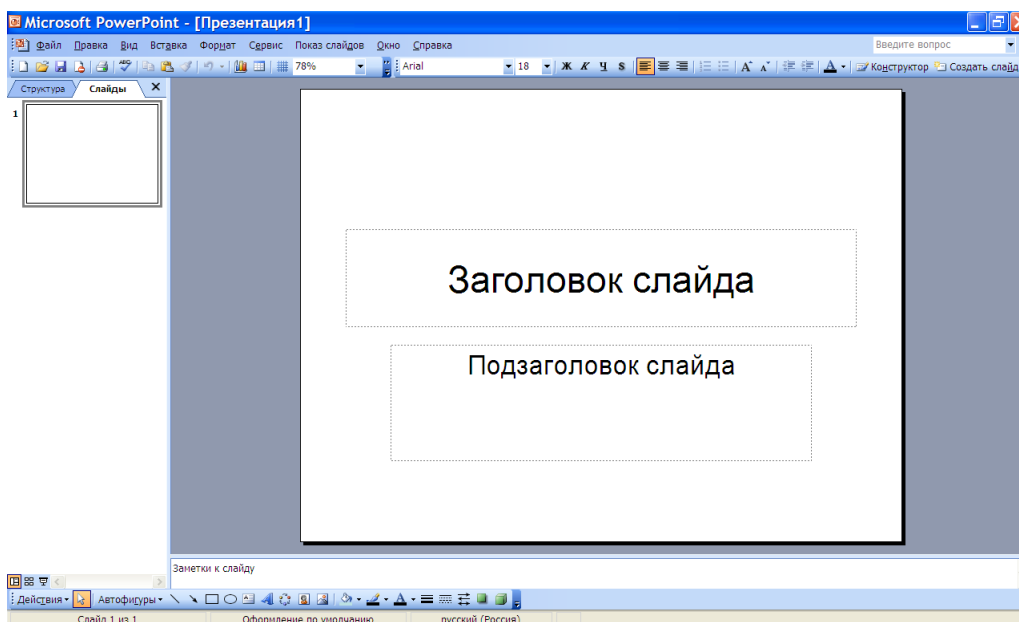 Microsoft PowerPoint - [Презентация1]
Файл Правка Вид Вставка Формат Сервис Показ слайдов Окно Справка Введите вопрос
78% Arial 18 Ж К Ч S A A A Конструктор Создать слайд
Структура Слайды X
1
Заголовок слайда
Подзаголовок слайда
Заметки к слайду
Действия Автофигуры A
Слайд 1 из 1 Оформление по умолчанию русский (Россия)